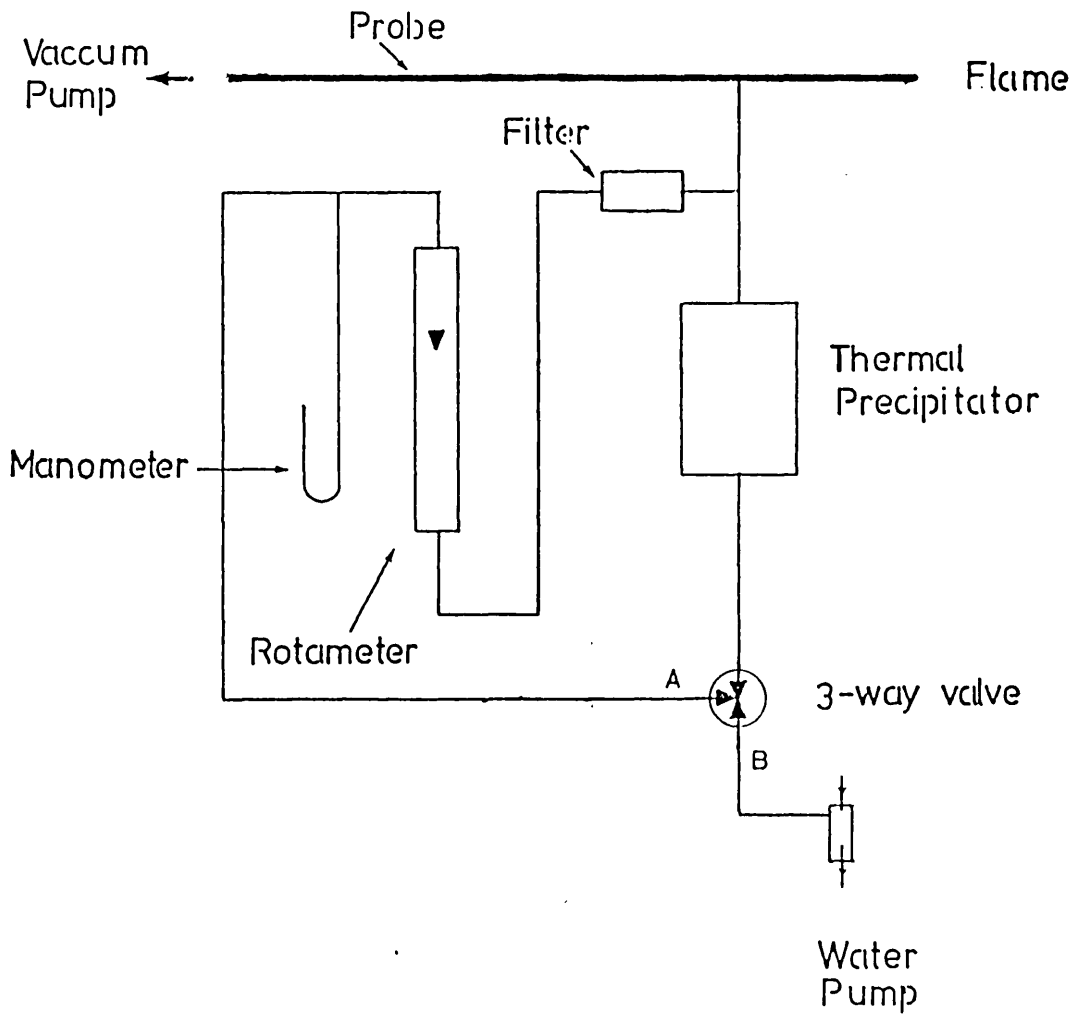 Probe
Vaccum
Pump
Flame
Filter
Thermal
Precipitator
Manometer
Rotameter
A
3-way valve
B
Water
Pump